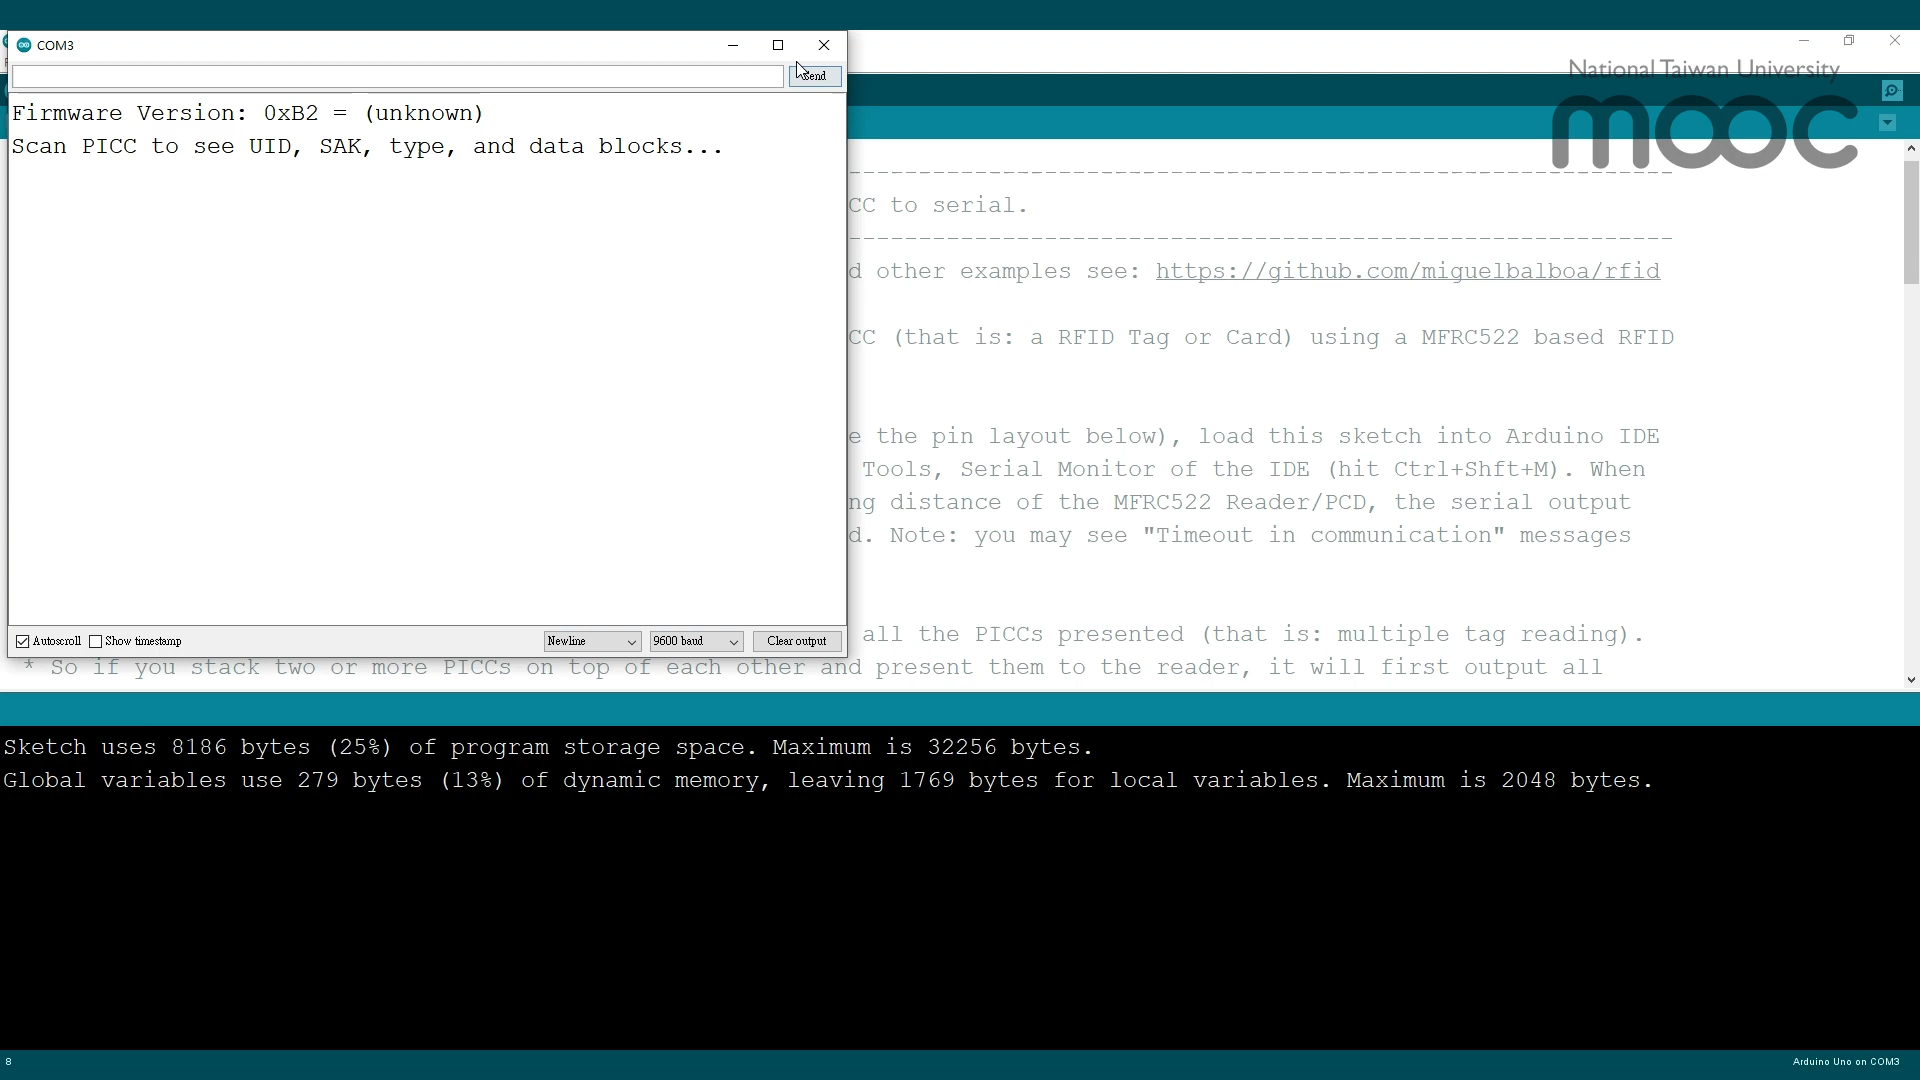 COM3
Send
National Taiwan University
mooc
Firmware Version: 0xB2 = (unknown)
Scan PICC to see UID, SAK, type, and data blocks...
--------------------------------------------------------
CC to serial.
--------------------------------------------------------
d other examples see: https://github.com/miguelbalboa/rfid
CC (that is: a RFID Tag or Card) using a MFRC522 based RFID
e the pin layout below), load this sketch into Arduino IDE
Tools, Serial Monitor of the IDE (hit Ctrl+Shft+M). When
ng distance of the MFRC522 Reader/PCD, the serial output
d. Note: you may see "Timeout in communication" messages
all the PICCs presented (that is: multiple tag reading).
Autoscroll Show timestamp Newline 9600 baud Clear output
* So if you stack two or more PICCs on top of each other and present them to the reader, it will first output all
Sketch uses 8186 bytes (25%) of program storage space. Maximum is 32256 bytes.
Global variables use 279 bytes (13%) of dynamic memory, leaving 1769 bytes for local variables. Maximum is 2048 bytes.
8
Arduino Uno on COM3